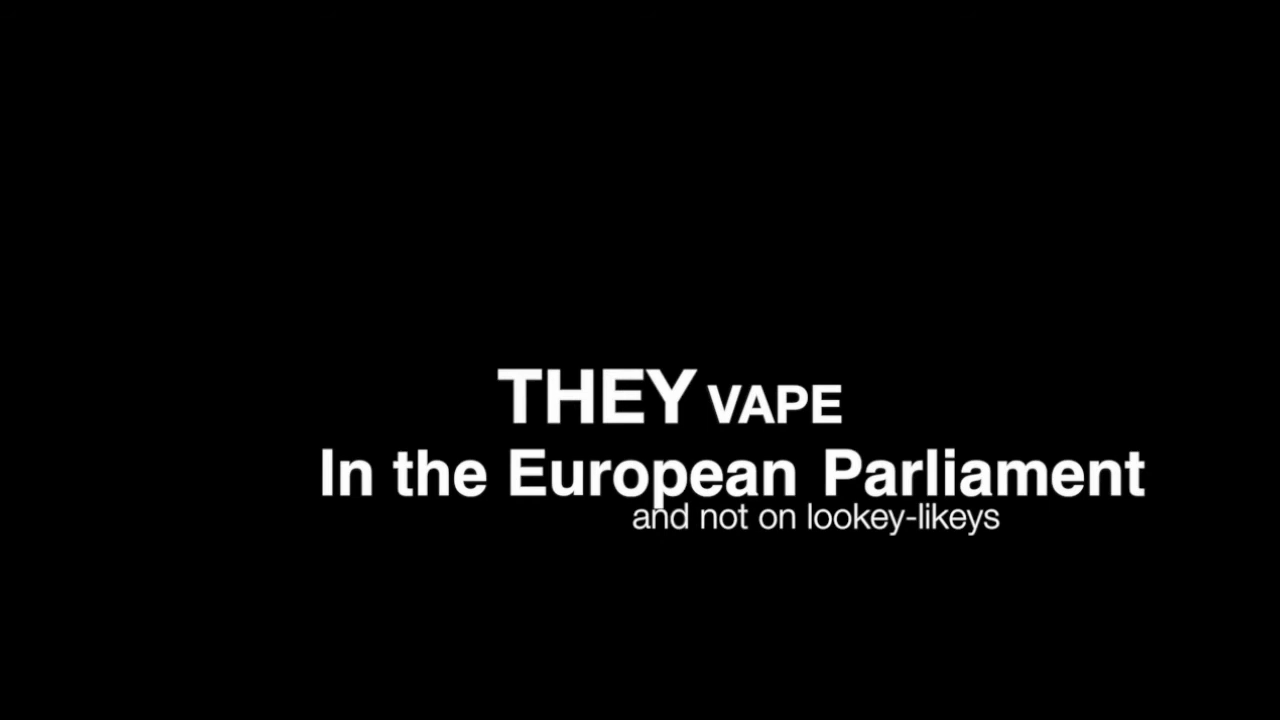 THEY VAPE
In the European Parliament
and not on lookey-likeys